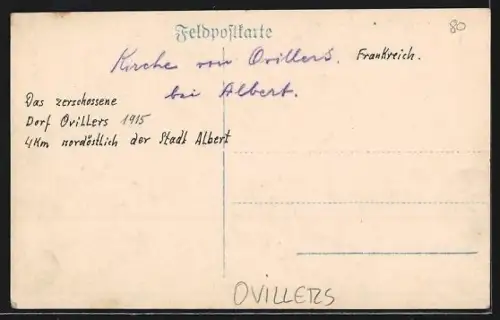 Feldpostkarte
80
Kirche von Ovillers. Frankreich.
bei Albert.
Das zerschossene
Dorf Ovillers 1915
4Km nordöstlich der Stadt Albert
OVILLERS